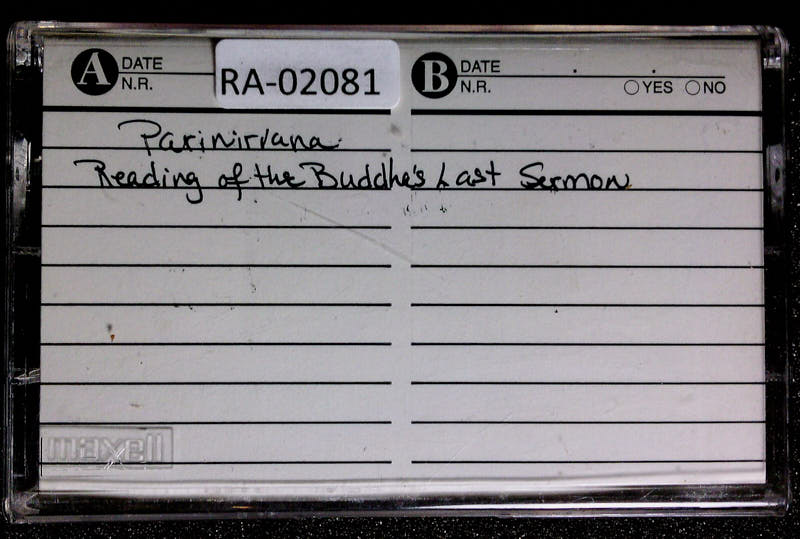 A DATE
N.R.
RA-02081
B DATE
N.R.
YES NO
Parinirvana
Reading of the Buddha's Last Sermon
maxell